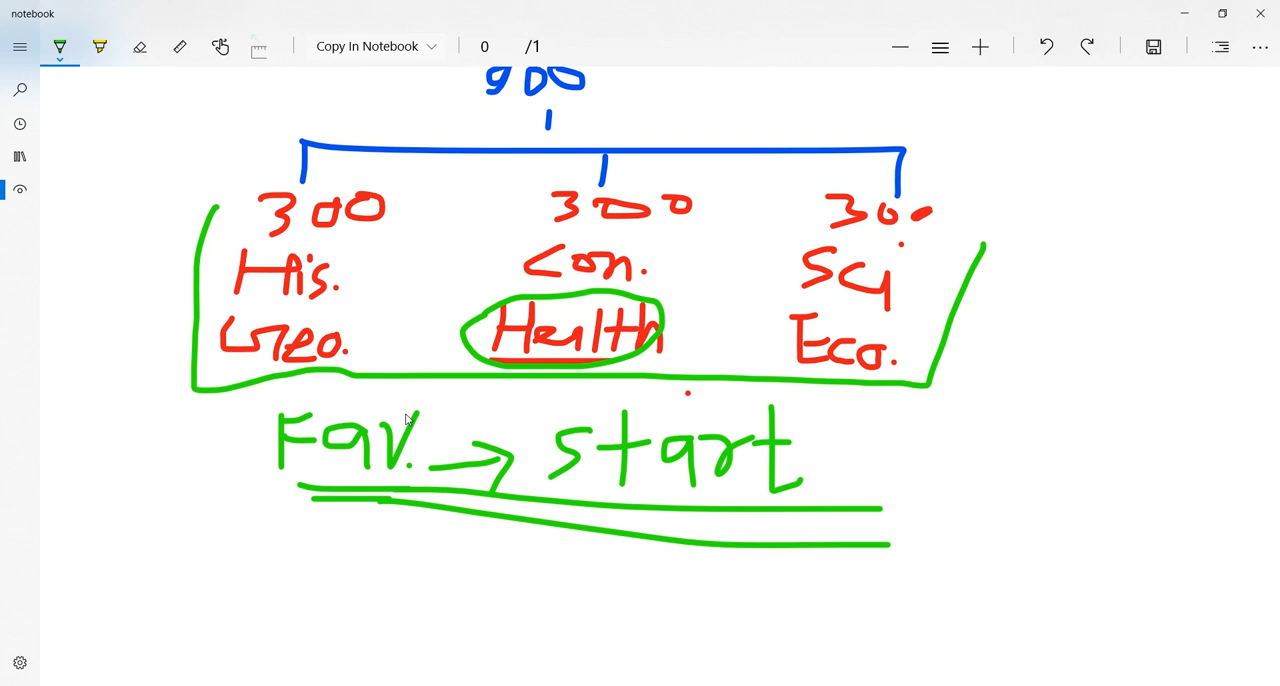 notebook
Copy In Notebook 0 /1
900
300 300 300
His. Con. Sci
Geo. Health Eco.
Fav. → Start